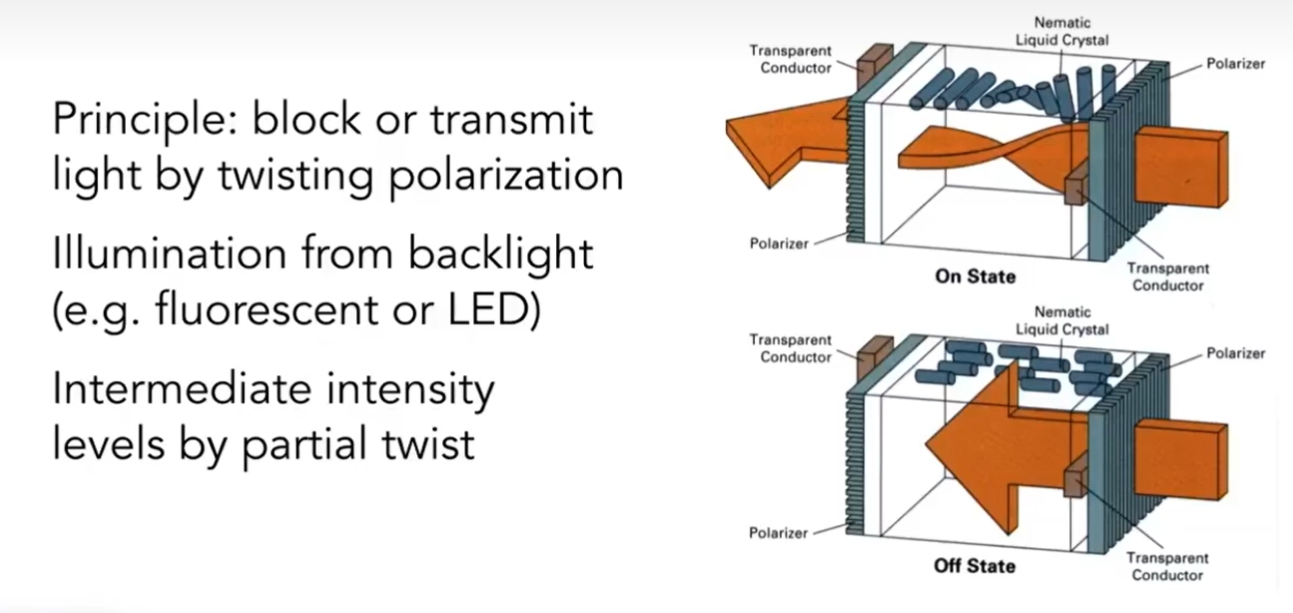 Principle: block or transmit
light by twisting polarization
Illumination from backlight
(e.g. fluorescent or LED)
Intermediate intensity
levels by partial twist
Nematic
Liquid Crystal
Transparent
Conductor
Polarizer
Polarizer
Transparent
Conductor
On State
Nematic
Liquid Crystal
Transparent
Conductor
Polarizer
Polarizer
Transparent
Conductor
Off State